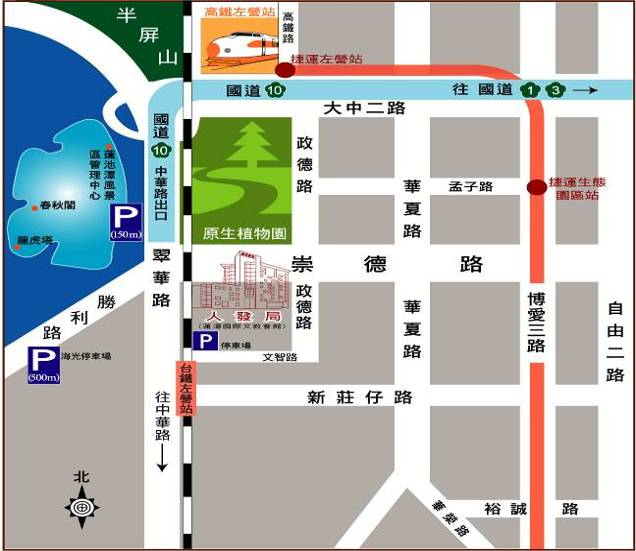 半屏山
高鐵左營站
高鐵路
捷運左營站
國道 10
往 國道 1 3
大中二路
國道 10 中華路出口
蓮池潭風景
區管理中心
春秋閣
龍虎塔
P
(150m)
政德路
華夏路
孟子路
捷運生態
園區站
原生植物園
翠華路
崇德路
勝利路
人發局
(蓮潭國際文教會館)
P 停車場
政德路
華夏路
博愛三路
自由二路
文智路
P
(500m)
海光停車場
台鐵左營站
往中華路
新莊仔路
北
華榮路
裕誠路